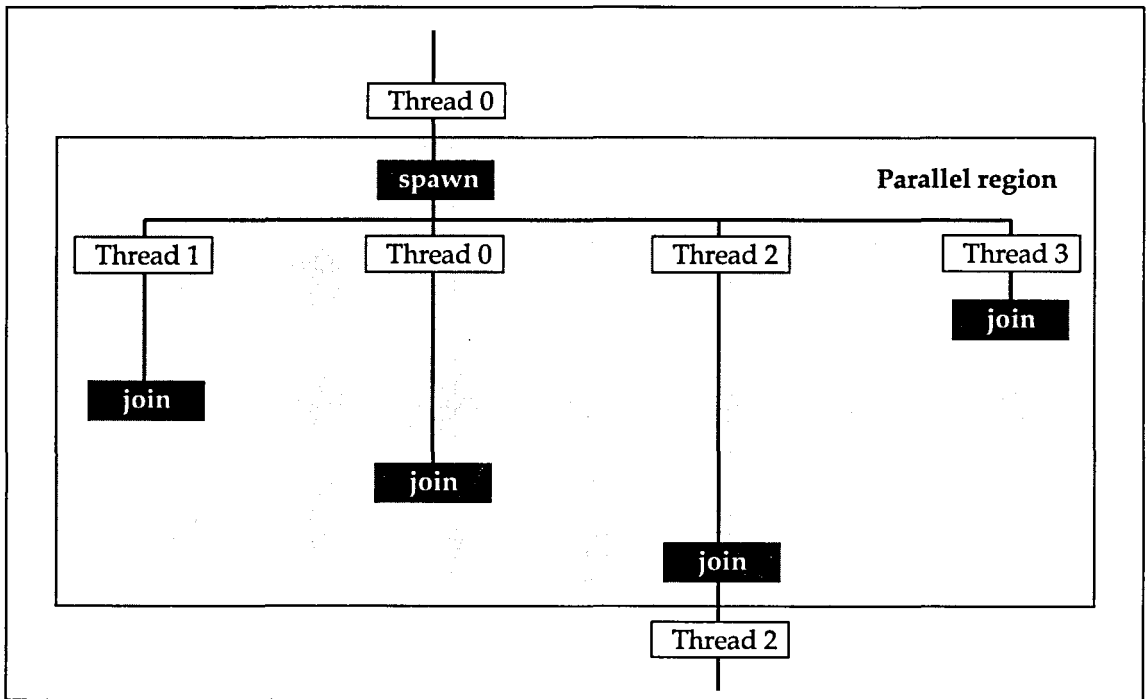 Thread 0
spawn
Parallel region
Thread 1
Thread 0
Thread 2
Thread 3
join
join
join
join
Thread 2